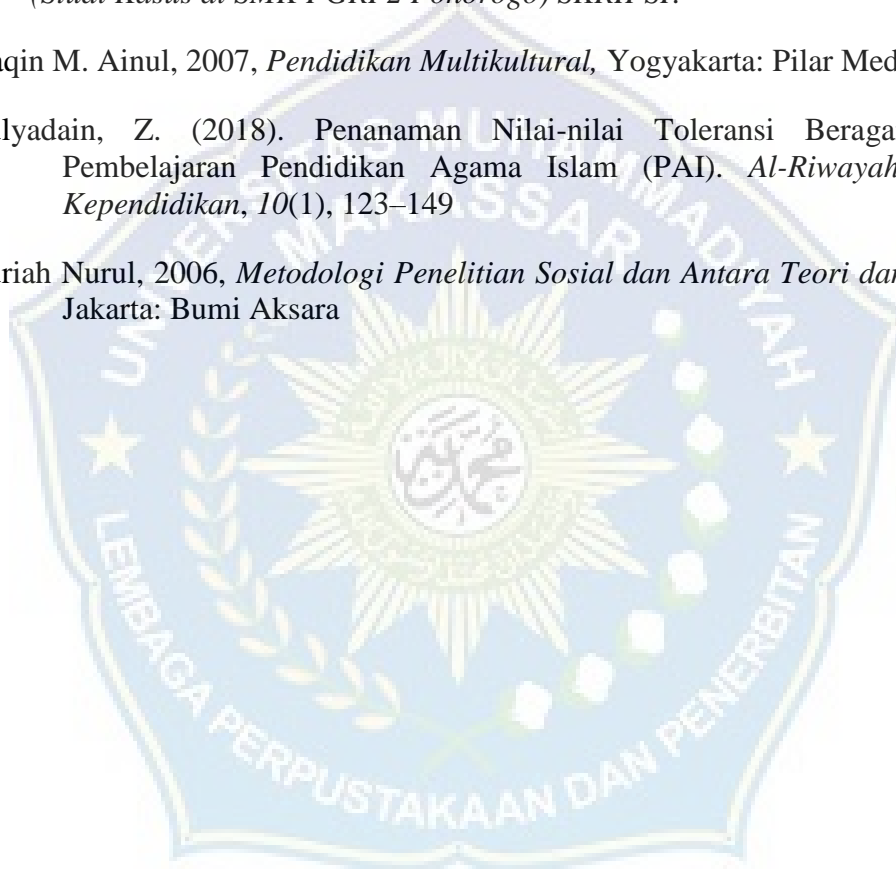 (Studi Kasus di SMK PGRI 2 Ponorogo) SKRIPSI.
aqin M. Ainul, 2007, Pendidikan Multikultural, Yogyakarta: Pilar Med
lyadain, Z. (2018). Penanaman Nilai-nilai Toleransi Beraga
Pembelajaran Pendidikan Agama Islam (PAI). Al-Riwayah
Kependidikan, 10(1), 123–149
riah Nurul, 2006, Metodologi Penelitian Sosial dan Antara Teori dan
Jakarta: Bumi Aksara
UNIVERSITAS MUHAMMADIYAH
MAKASSAR
LEMBAGA PERPUSTAKAAN DAN PENERBITAN